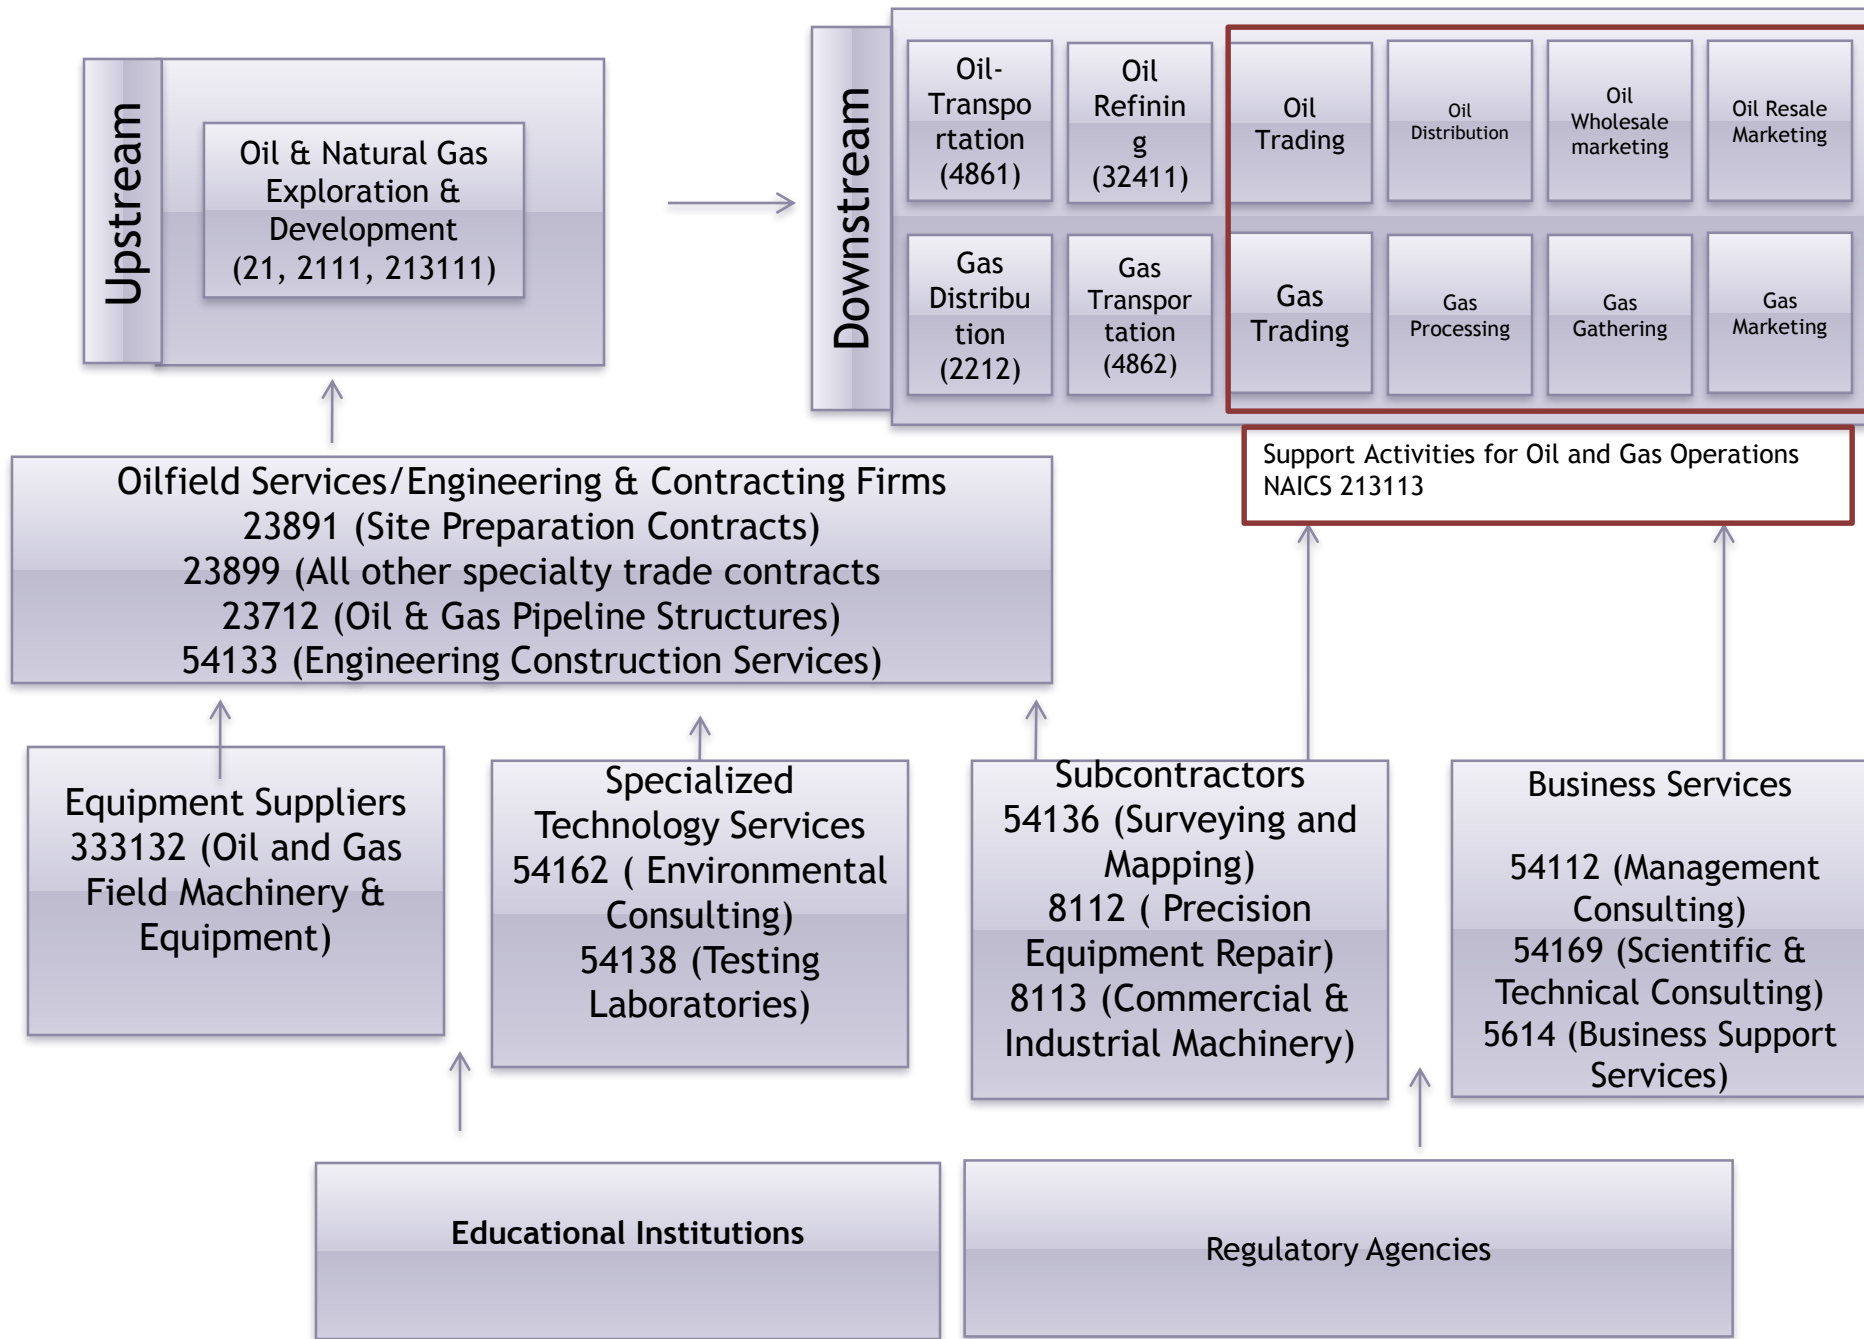 Upstream
Oil & Natural Gas
Exploration &
Development
(21, 2111, 213111)
Downstream
Oil-
Transpo
rtation
(4861)
Oil
Refinin
g
(32411)
Oil
Trading
Oil
Distribution
Oil
Wholesale
marketing
Oil Resale
Marketing
Gas
Distribu
tion
(2212)
Gas
Transpor
tation
(4862)
Gas
Trading
Gas
Processing
Gas
Gathering
Gas
Marketing
Support Activities for Oil and Gas Operations
NAICS 213113
Oilfield Services/Engineering & Contracting Firms
23891 (Site Preparation Contracts)
23899 (All other specialty trade contracts
23712 (Oil & Gas Pipeline Structures)
54133 (Engineering Construction Services)
Equipment Suppliers
333132 (Oil and Gas
Field Machinery &
Equipment)
Specialized
Technology Services
54162 ( Environmental
Consulting)
54138 (Testing
Laboratories)
Subcontractors
54136 (Surveying and
Mapping)
8112 ( Precision
Equipment Repair)
8113 (Commercial &
Industrial Machinery)
Business Services
54112 (Management
Consulting)
54169 (Scientific &
Technical Consulting)
5614 (Business Support
Services)
Educational Institutions
Regulatory Agencies